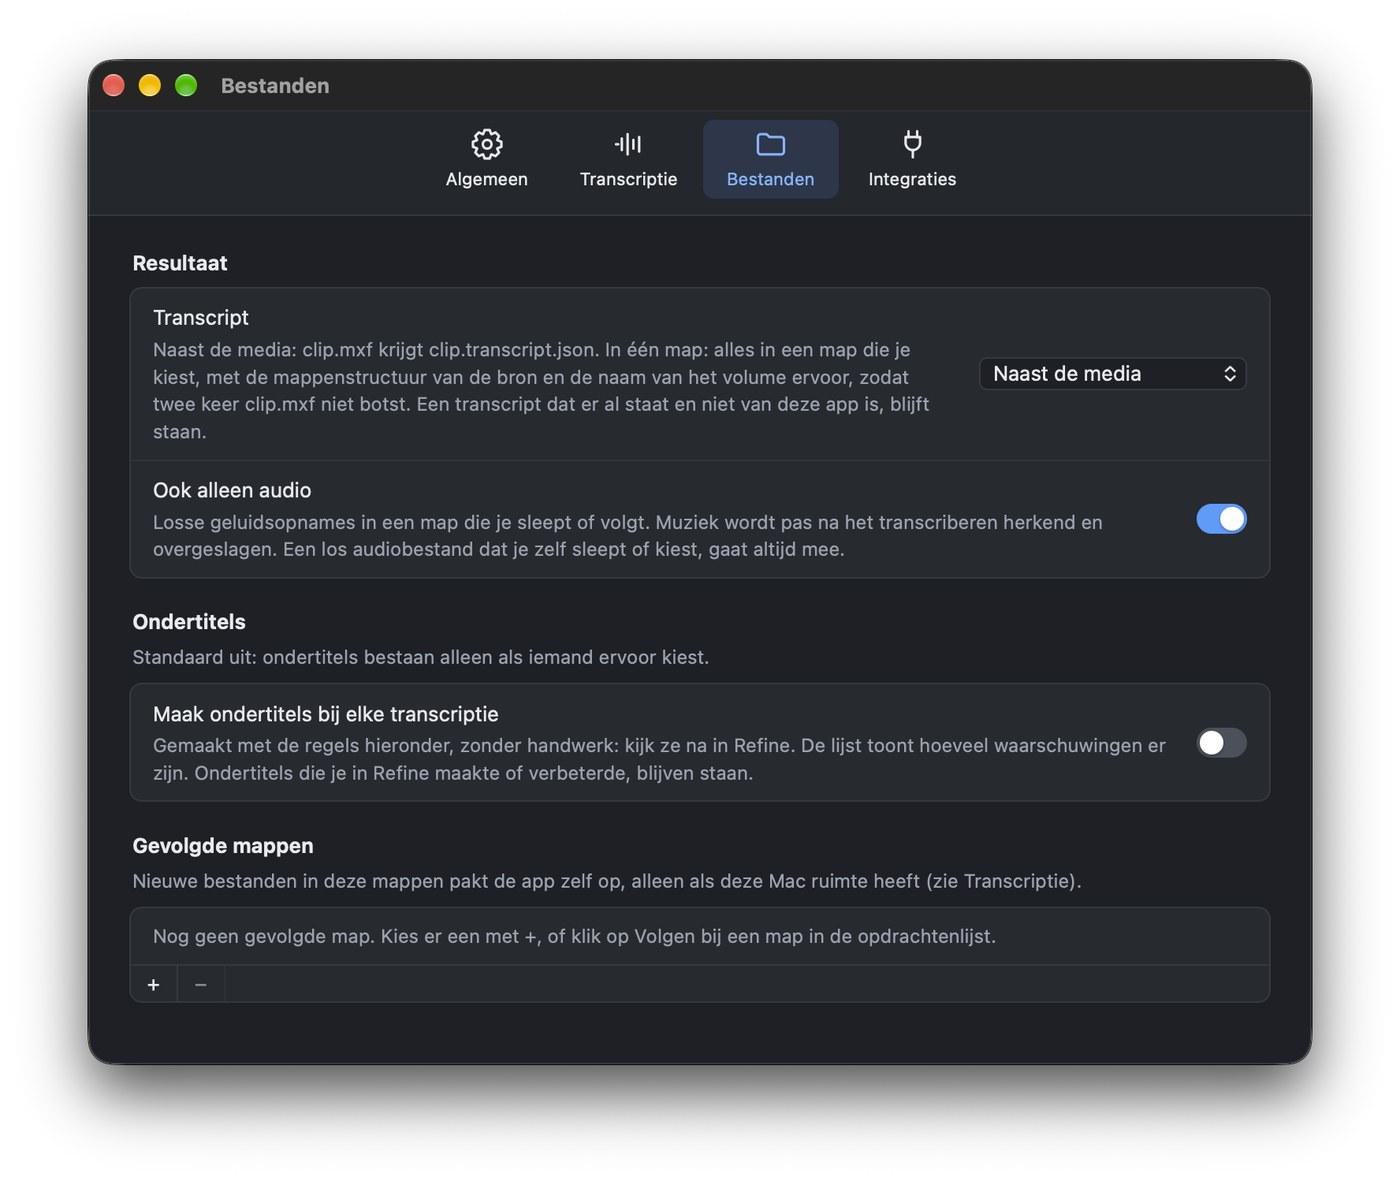 Bestanden
Algemeen
Transcriptie
Bestanden
Integraties
Resultaat
Transcript
Naast de media: clip.mxf krijgt clip.transcript.json. In één map: alles in een map die je
kiest, met de mappenstructuur van de bron en de naam van het volume ervoor, zodat
twee keer clip.mxf niet botst. Een transcript dat er al staat en niet van deze app is, blijft
staan.
Naast de media
Ook alleen audio
Losse geluidsopnames in een map die je sleept of volgt. Muziek wordt pas na het transcriberen herkend en
overgeslagen. Een los audiobestand dat je zelf sleept of kiest, gaat altijd mee.
Ondertitels
Standaard uit: ondertitels bestaan alleen als iemand ervoor kiest.
Maak ondertitels bij elke transcriptie
Gemaakt met de regels hieronder, zonder handwerk: kijk ze na in Refine. De lijst toont hoeveel waarschuwingen er
zijn. Ondertitels die je in Refine maakte of verbeterde, blijven staan.
Gevolgde mappen
Nieuwe bestanden in deze mappen pakt de app zelf op, alleen als deze Mac ruimte heeft (zie Transcriptie).
Nog geen gevolgde map. Kies er een met +, of klik op Volgen bij een map in de opdrachtenlijst.
+ −